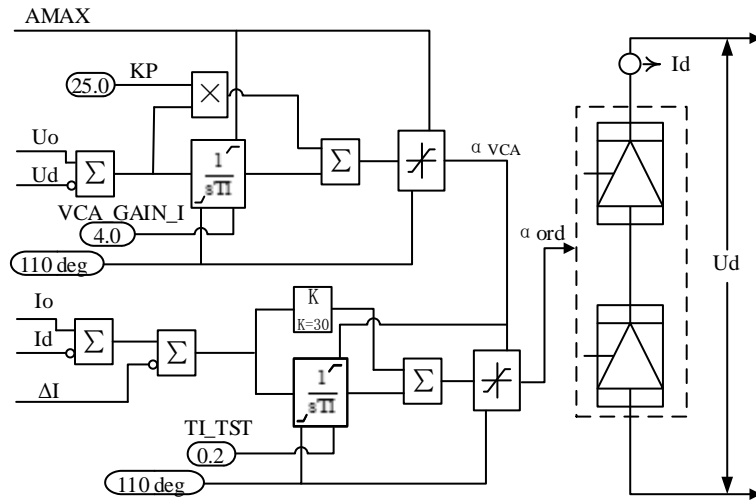 AMAX
KP
25.0
×
Id
Uo
Ud
Σ
1
sTI
Σ
α VCA
VCA_GAIN_I
4.0
110 deg
α ord
Ud
Io
Id
Σ
Σ
K
K=30
ΔI
1
sTI
Σ
TI_TST
0.2
110 deg